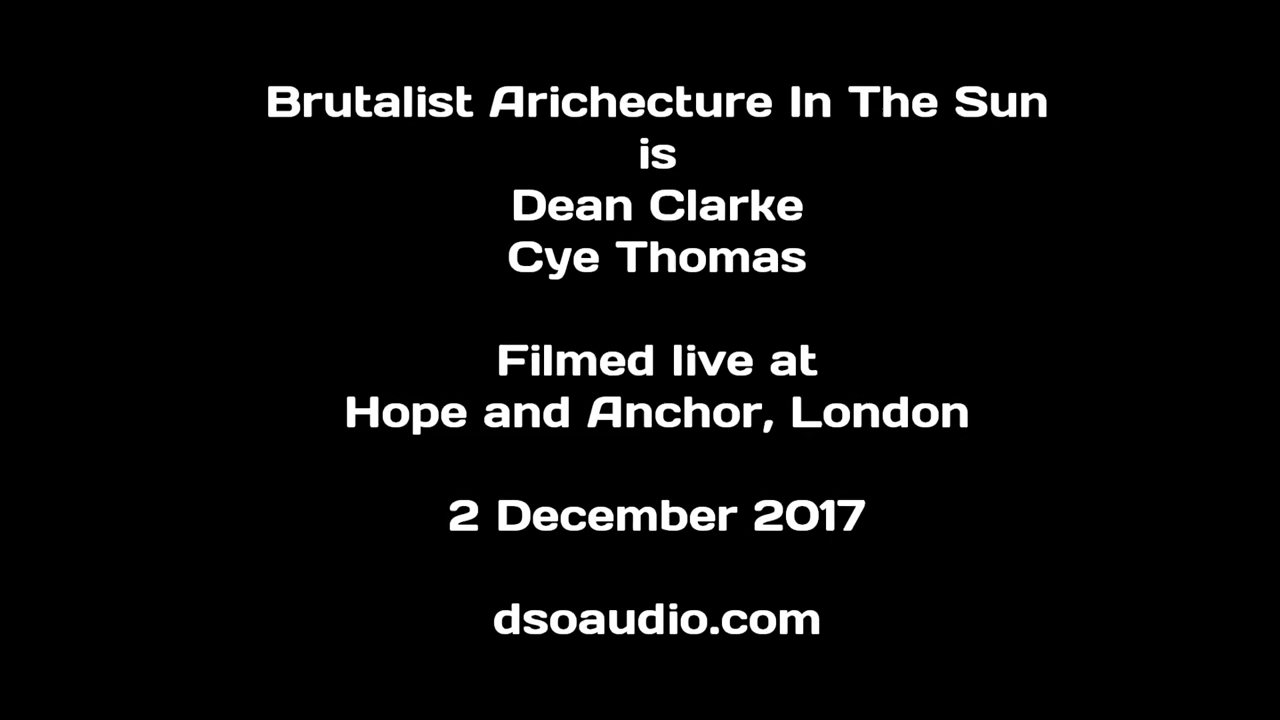 Brutalist Arichecture In The Sun
is
Dean Clarke
Cye Thomas
Filmed live at
Hope and Anchor, London
2 December 2017
dsoaudio.com